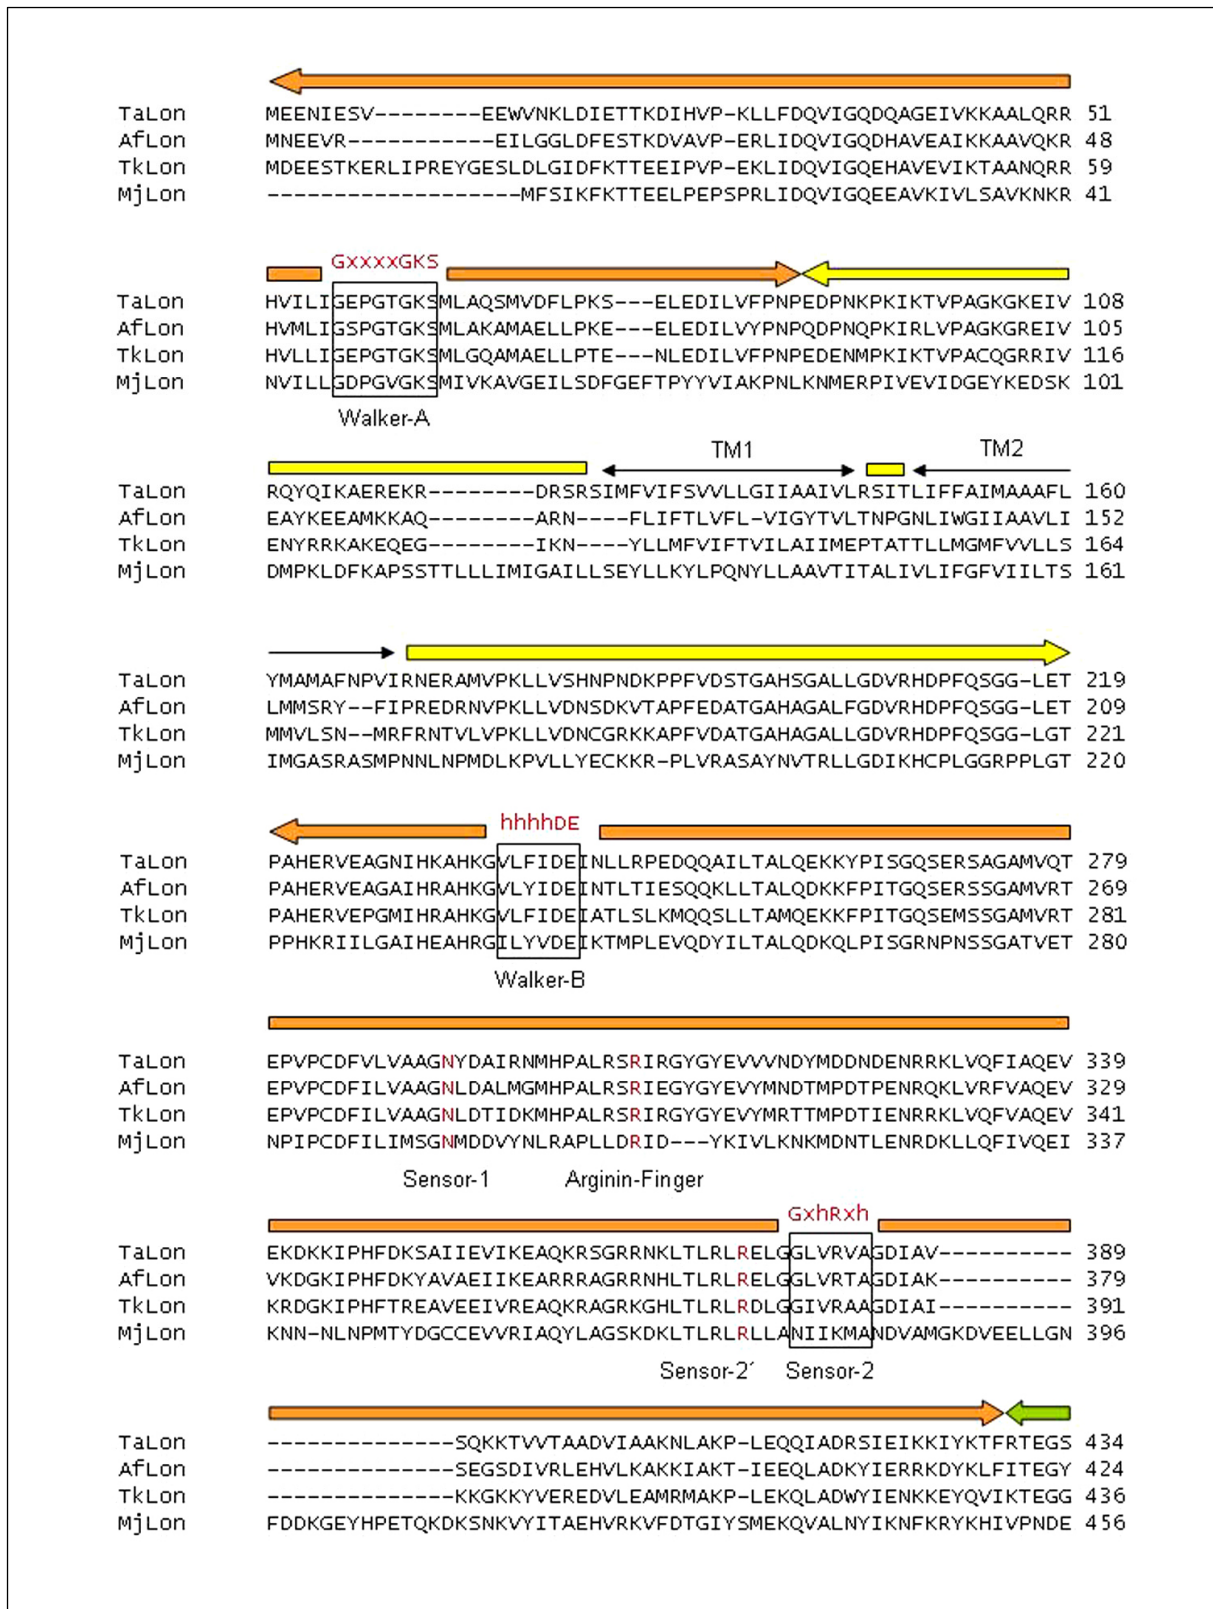 TaLon MEENIESV---------EEWVNKLDIETTKDIHVP-KLLFDQVIGQDQAGEIVKKAALQRR 51
AfLon MNEEVR-----------EILGGLDFESTKDVAVP-ERLIDQVIGQDHAVEAIKKAAVQKR 48
TkLon MDEESTKERLIPREYGESLDLGIDFKTTEEIPVP-EKLIDQVIGQEHAVEVIKTAANQRR 59
MjLon -------------------MFSIKFKTTEELPEPSPRLIDQVIGQEEAVKIVLSAVKNKR 41
GxxxxGKS
TaLon HVILIGEPGTGKSMLAQSMVDFLPKS---ELEDILVFPNPEDPNKPKIKTVPAGKGKEIV 108
AfLon HVMLIGSPGTGKSMLAKAMAELLPKE---ELEDILVYPNPQDPNQPKIRLVPAGKGREIV 105
TkLon HVLLIGEPGTGKSMLGQAMAELLPTE---NLEDILVFPNPEDENMPKIKTVPACQGRRIV 116
MjLon NVILLGDPGVGKSMIVKAVGEILSDFGEFTPYYVIAKPNLKNMERPIVEVIDGEYKEDSK 101
Walker-A
TM1 TM2
TaLon RQYQIKAEREKR--------DRSRSIMFVIFSVVLLGIIAAIVLRSITLIFFAIMAAAFL 160
AfLon EAYKEEAMKKAQ--------ARN----FLIFTLVFL-VIGYTVLTNPGNLIWGIIAAVLI 152
TkLon ENYRRKAKEQEG--------IKN----YLLMFVIFTVILAIIMEPTATTLLMGMFVVLLS 164
MjLon DMPKLDFKAPSSTTLLLIMIGAILLSEYLLKYLPQNYLLAAVTITALIVLIFGFVIILTS 161
TaLon YMAMAFNPVIRNERAMVPKLLVSHNPNDKPPFVDSTGAHSGALLGDVRHDPFQSGG-LET 219
AfLon LMMSRY--FIPREDRNVPKLLVDNSDKVTAPFEDATGAHAGALFGDVRHDPFQSGG-LET 209
TkLon MMVLSN--MRFRNTVLVPKLLVDNCGRKKAPFVDATGAHAGALLGDVRHDPFQSGG-LGT 221
MjLon IMGASRASMPNNLNPMDLKPVLLYECKKR-PLVRASAYNVTRLLGDIKHCPLGGRPPLGT 220
hhhhDE
TaLon PAHERVEAGNIHKAHKGVLFIDEINLLRPEDQQAILTALQEKKYPISGQSERSAGAMVQT 279
AfLon PAHERVEAGAIHRAHKGVLYIDEINTLTIESQQKLLTALQDKKFPITGQSERSSGAMVRT 269
TkLon PAHERVEPGMIHRAHKGVLFIDEIATLSLKMQQSLLTAMQEKKFPITGQSEMSSGAMVRT 281
MjLon PPHKRIILGAIHEAHRGILYVDEIKTMPLEVQDYILTALQDKQLPISGRNPNSSGATVET 280
Walker-B
TaLon EPVPCDFVLVAAGNYDAIRNMHPALRSRIRGYGYEVVVNDYMDDNDENRRKLVQFIAQEV 339
AfLon EPVPCDFILVAAGNLDALMGMHPALRSRIEGYGYEVYMNDTMPDTPENRQKLVRFVAQEV 329
TkLon EPVPCDFILVAAGNLDTIDKMHPALRSRIRGYGYEVYMRTTMPDTIENRRKLVQFVAQEV 341
MjLon NPIPCDFILIMSGNMDDVYNLRAPLLDRID---YKIVLKNKMDNTLENRDKLLQFIVQEI 337
Sensor-1 Arginin-Finger
GxhRxh
TaLon EKDKKIPHFDKSAIIEVIKEAQKRSGRRNKLTLRLRELGGLVRVAGDIAV---------- 389
AfLon VKDGKIPHFDKYAVAEIIKEARRRAGRRNHLTLRLRELGGLVRTAGDIAK---------- 379
TkLon KRDGKIPHFTREAVEEIVREAQKRAGRKGHLTLRLRDLGGIVRAAGDIAI---------- 391
MjLon KNN-NLNPMTYDGCCEVVRIAQYLAGSKDKLTLRLRLLANIIKMANDVAMGKDVEELLGN 396
Sensor-2´ Sensor-2
TaLon --------------SQKKTVVTAADVIAAKNLAKP-LEQQIADRSIEIKKIYKTFRTEGS 434
AfLon --------------SEGSDIVRLEHVLKAKKIAKT-IEEQLADKYIERRKDYKLFITEGY 424
TkLon --------------KKGKKYVEREDVLEAMRMAKP-LEKQLADWYIENKKEYQVIKTEGG 436
MjLon FDDKGEYHPETQKDKSNKVYITAEHVRKVFDTGIYSMEKQVALNYIKNFKRYKHIVPNDE 456